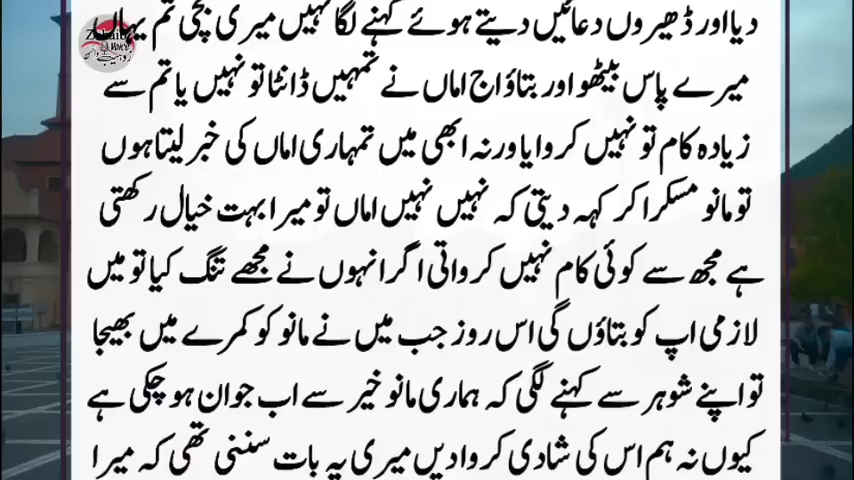 دیا اور ڈھیروں دعائیں دیتے ہوئے کہنے لگا نہیں میری بچی تم یہاں
میرے پاس بیٹھو اور بتاؤ اج اماں نے تمہیں ڈانٹا تو نہیں یا تم سے
زیادہ کام تو نہیں کروایا ورنہ ابھی میں تمہاری اماں کی خبر لیتا ہوں
تو مانو مسکرا کر کہہ دیتی کہ نہیں نہیں اماں تو میرا بہت خیال رکھتی
ہے مجھ سے کوئی کام نہیں کرواتی اگر انہوں نے مجھے تنگ کیا تو میں
لازمی اپ کو بتاؤں گی اس روز جب میں نے مانو کو کمرے میں بھیجا
تو اپنے شوہر سے کہنے لگی کہ ہماری مانو خیر سے اب جوان ہو چکی ہے
کیوں نہ ہم اس کی شادی کروا دیں میری یہ بات سننی تھی کہ میرا